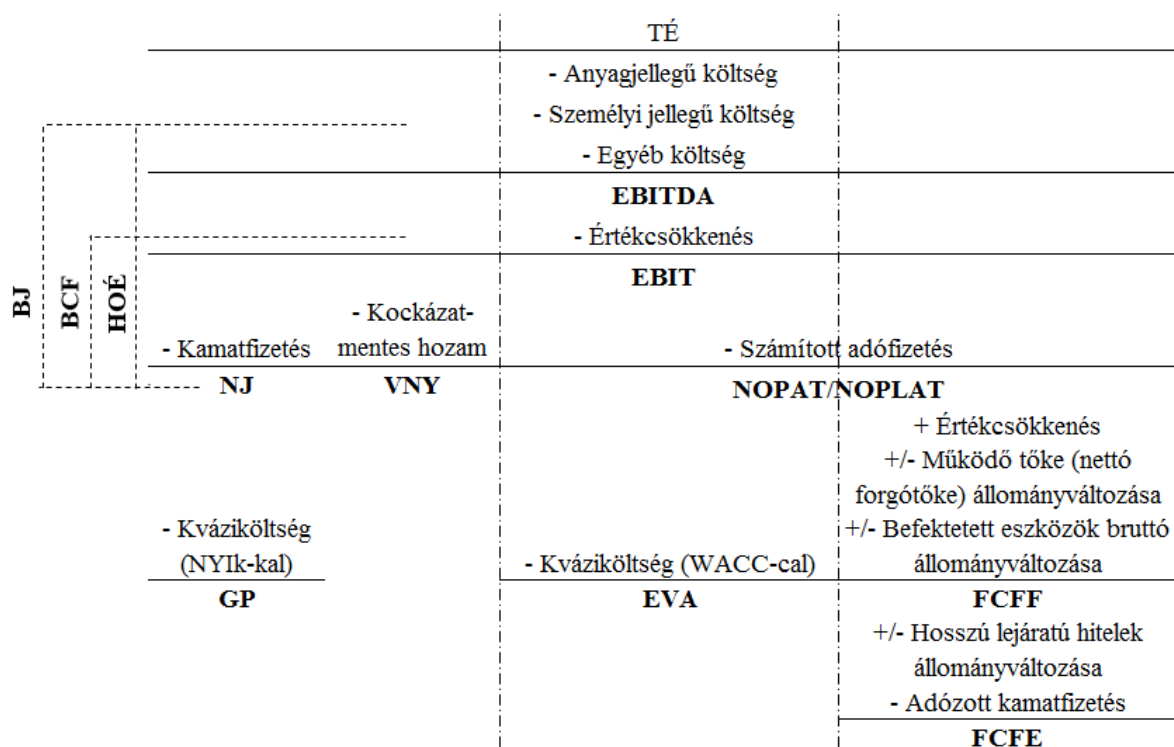 TÉ
- Anyagjellegű költség
- Személyi jellegű költség
- Egyéb költség
EBITDA
- Értékcsökkenés
EBIT
BJ
BCF
HOÉ
- Kamatfizetés
NJ
- Kockázat-
mentes hozam
VNY
- Számított adófizetés
NOPAT/NOPLAT
- Kváziköltség
(NYIk-kal)
GP
- Kváziköltség (WACC-cal)
EVA
+ Értékcsökkenés
+/- Működő tőke (nettó
forgótőke) állományváltozása
+/- Befektetett eszközök bruttó
állományváltozása
FCFF
+/- Hosszú lejáratú hitelek
állományváltozása
- Adózott kamatfizetés
FCFE